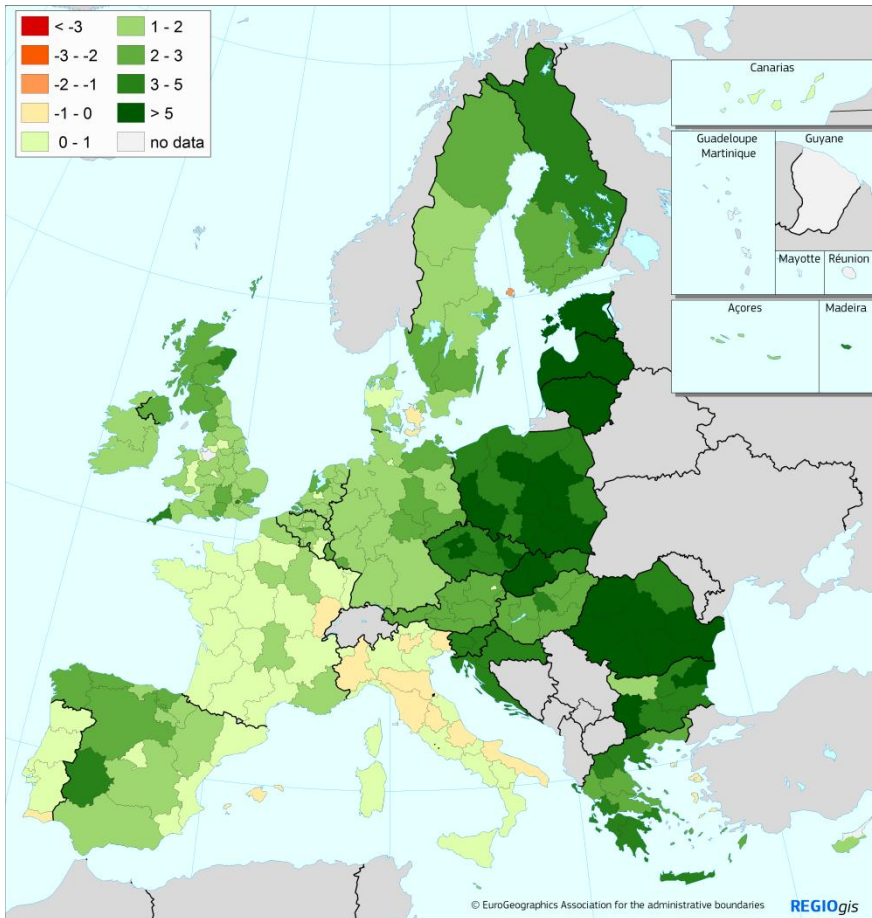 < -3
-3 - -2
-2 - -1
-1 - 0
0 - 1
1 - 2
2 - 3
3 - 5
> 5
no data
Canarias
Guadeloupe
Martinique
Guyane
Mayotte
Réunion
Açores
Madeira
© EuroGeographics Association for the administrative boundaries
REGIOgis